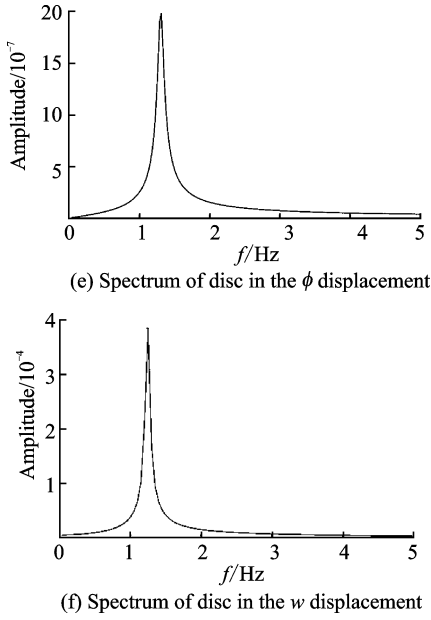 20
15
10
5
Amplitude/10⁻⁷
0 1 2 3 4 5
f/Hz
(e) Spectrum of disc in the ϕ displacement
4
3
2
1
Amplitude/10⁻⁴
0 1 2 3 4 5
f/Hz
(f) Spectrum of disc in the w displacement